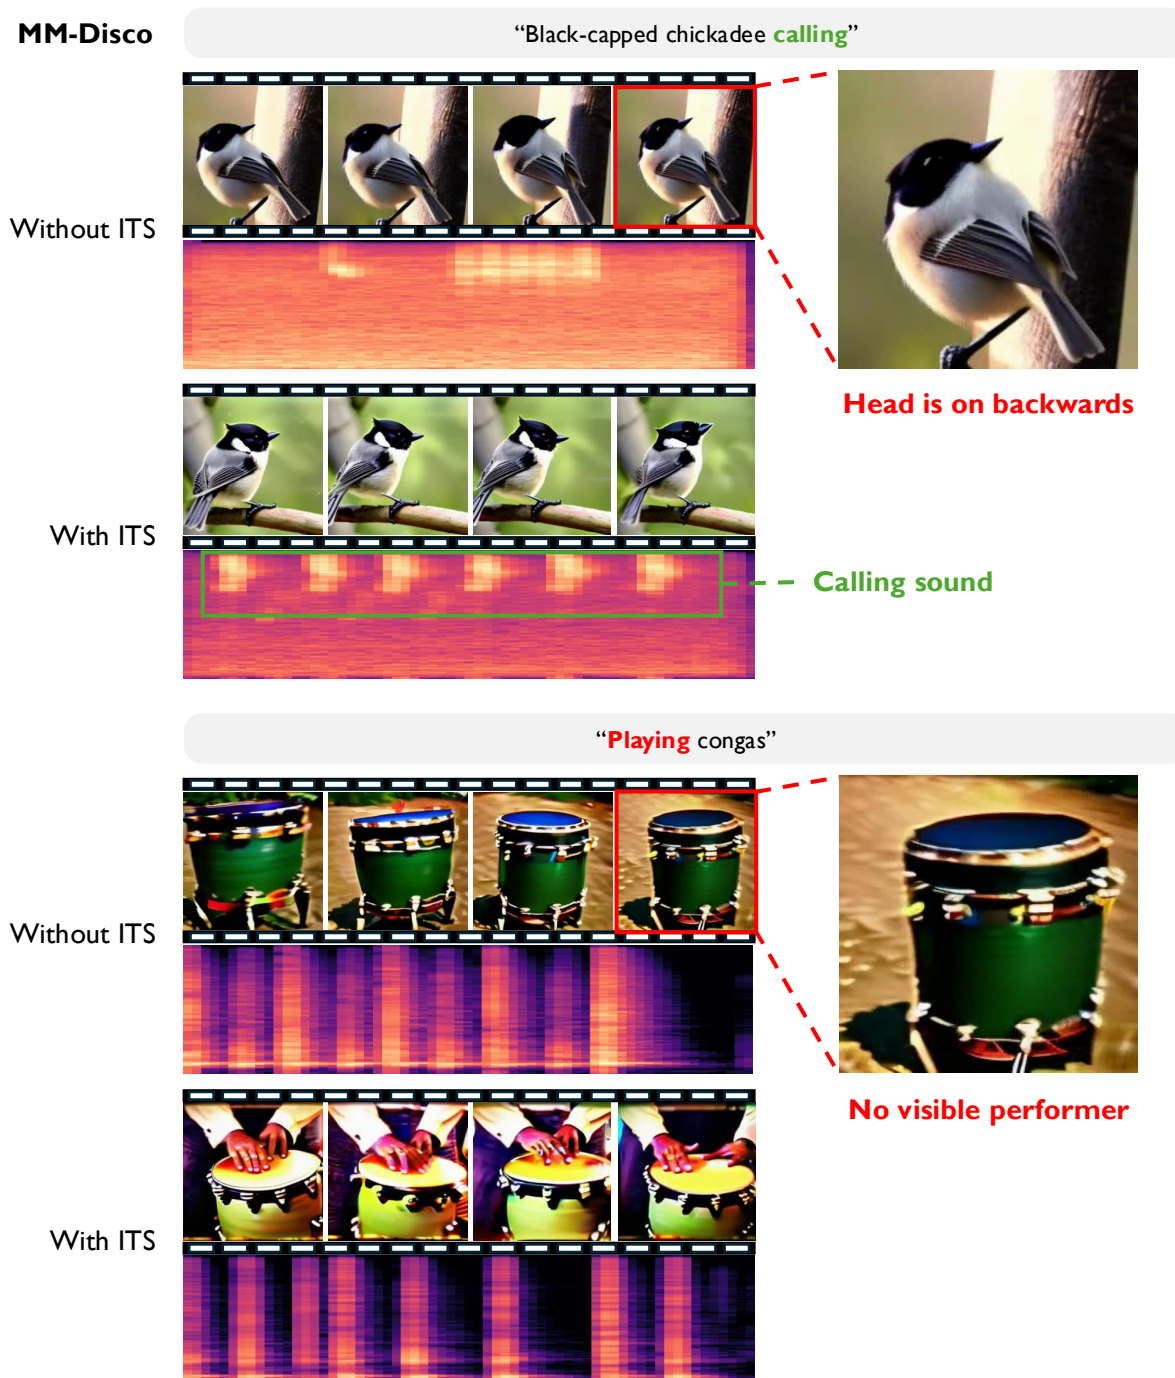 MM-Disco
“Black-capped chickadee calling”
Without ITS
Head is on backwards
With ITS
Calling sound
“Playing congas”
Without ITS
No visible performer
With ITS